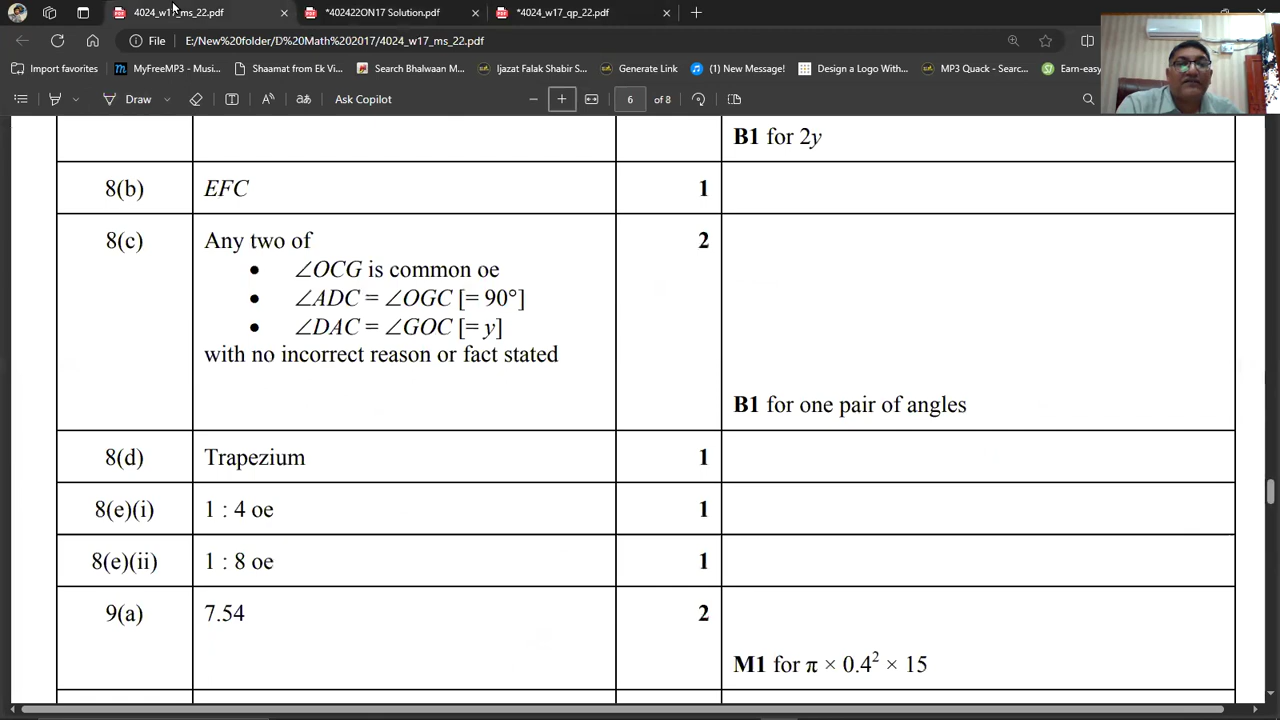 4024_w17_ms_22.pdf
*402422ON17 Solution.pdf
*4024_w17_qp_22.pdf
File
E:/New%20folder/D%20Math%202017/4024_w17_ms_22.pdf
Import favorites
MyFreeMP3 - Musi...
Shaamat from Ek Vi...
Search Bhalwaan M...
Ijazat Falak Shabir...
Generate Link
(1) New Message!
Design a Logo With...
MP3 Quack - Searc...
Earn-easy
Draw
Ask Copilot
6 of 8
B1 for 2y
8(b) EFC 1
8(c) Any two of 2
• ∠OCG is common oe
• ∠ADC = ∠OGC [= 90°]
• ∠DAC = ∠GOC [= y]
with no incorrect reason or fact stated
B1 for one pair of angles
8(d) Trapezium 1
8(e)(i) 1 : 4 oe 1
8(e)(ii) 1 : 8 oe 1
9(a) 7.54 2
M1 for π × 0.4² × 15